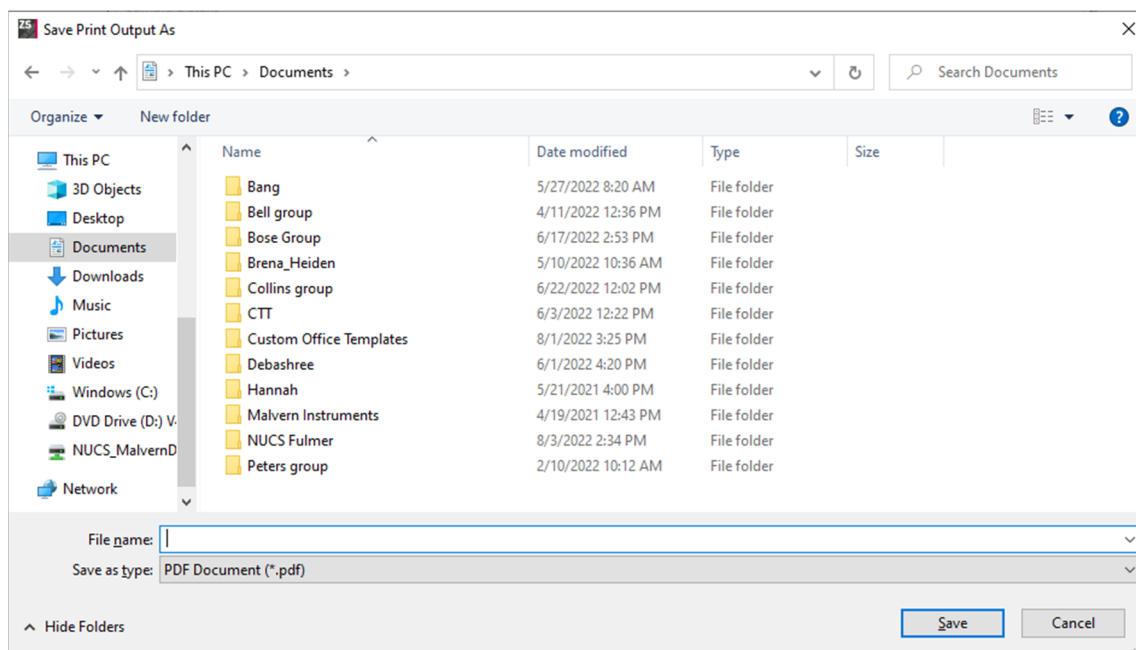 ZS Save Print Output As
This PC > Documents >
Search Documents
Organize New folder
?
Name Date modified Type Size
This PC
3D Objects
Desktop
Documents
Downloads
Music
Pictures
Videos
Windows (C:)
DVD Drive (D:) V
NUCS_MalvernD
Network
Bang 5/27/2022 8:20 AM File folder
Bell group 4/11/2022 12:36 PM File folder
Bose Group 6/17/2022 2:53 PM File folder
Brena_Heiden 5/10/2022 10:36 AM File folder
Collins group 6/22/2022 12:02 PM File folder
CTT 6/3/2022 12:22 PM File folder
Custom Office Templates 8/1/2022 3:25 PM File folder
Debashree 6/1/2022 4:20 PM File folder
Hannah 5/21/2021 4:00 PM File folder
Malvern Instruments 4/19/2021 12:43 PM File folder
NUCS Fulmer 8/3/2022 2:34 PM File folder
Peters group 2/10/2022 10:12 AM File folder
File name:
Save as type: PDF Document (*.pdf)
Hide Folders
Save Cancel